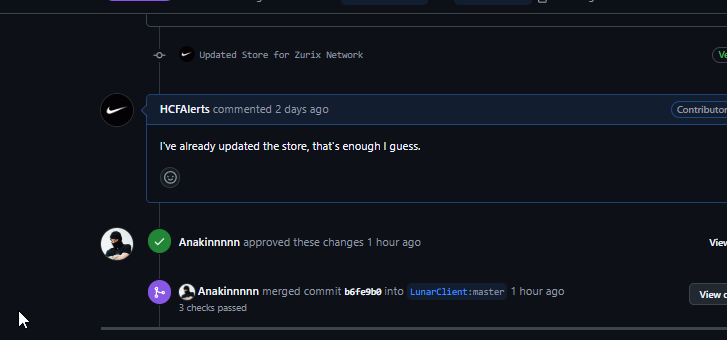 Updated Store for Zurix Network
HCFAlerts commented 2 days ago
Contributor
I've already updated the store, that's enough I guess.
Anakinnnnn approved these changes 1 hour ago
View
Anakinnnnn merged commit b6fe9b0 into LunarClient:master 1 hour ago
View
3 checks passed